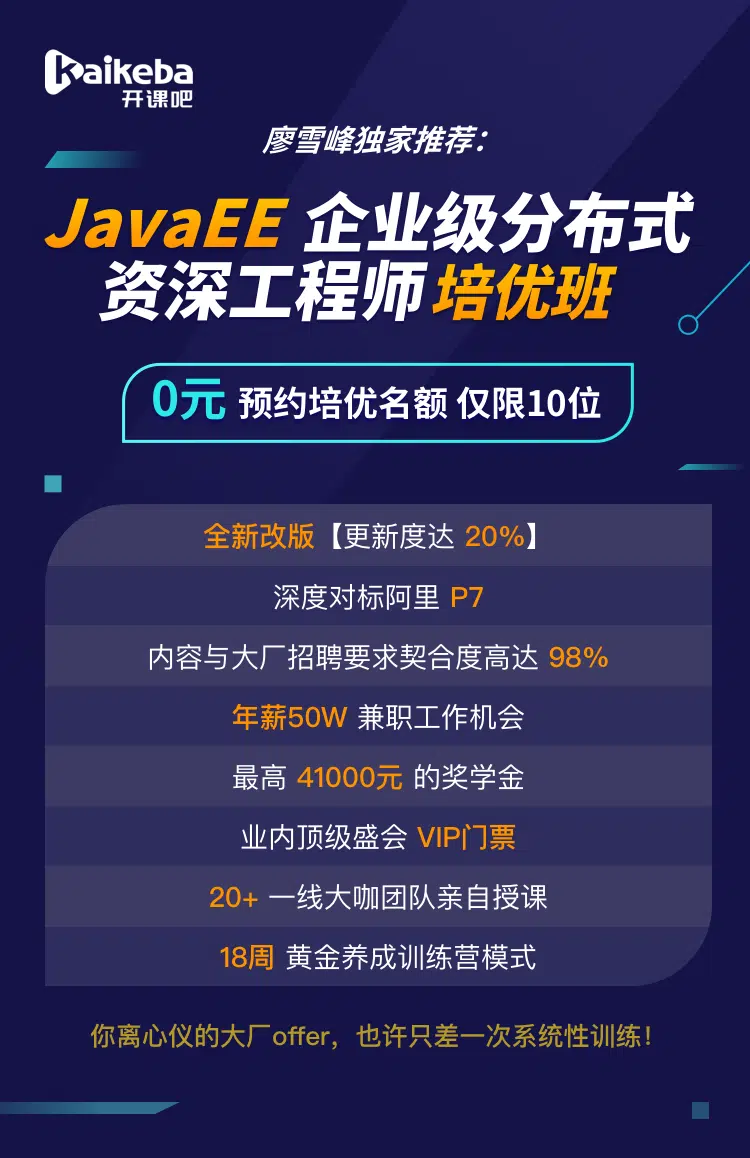 Kaikeba
开课吧
廖雪峰独家推荐：
JavaEE 企业级分布式
资深工程师培优班
0元 预约培优名额 仅限10位
全新改版【更新度达 20%】
深度对标阿里 P7
内容与大厂招聘要求契合度高达 98%
年薪50W 兼职工作机会
最高 41000元 的奖学金
业内顶级盛会 VIP门票
20+ 一线大咖团队亲自授课
18周 黄金养成训练营模式
你离心仪的大厂offer，也许只差一次系统性训练！